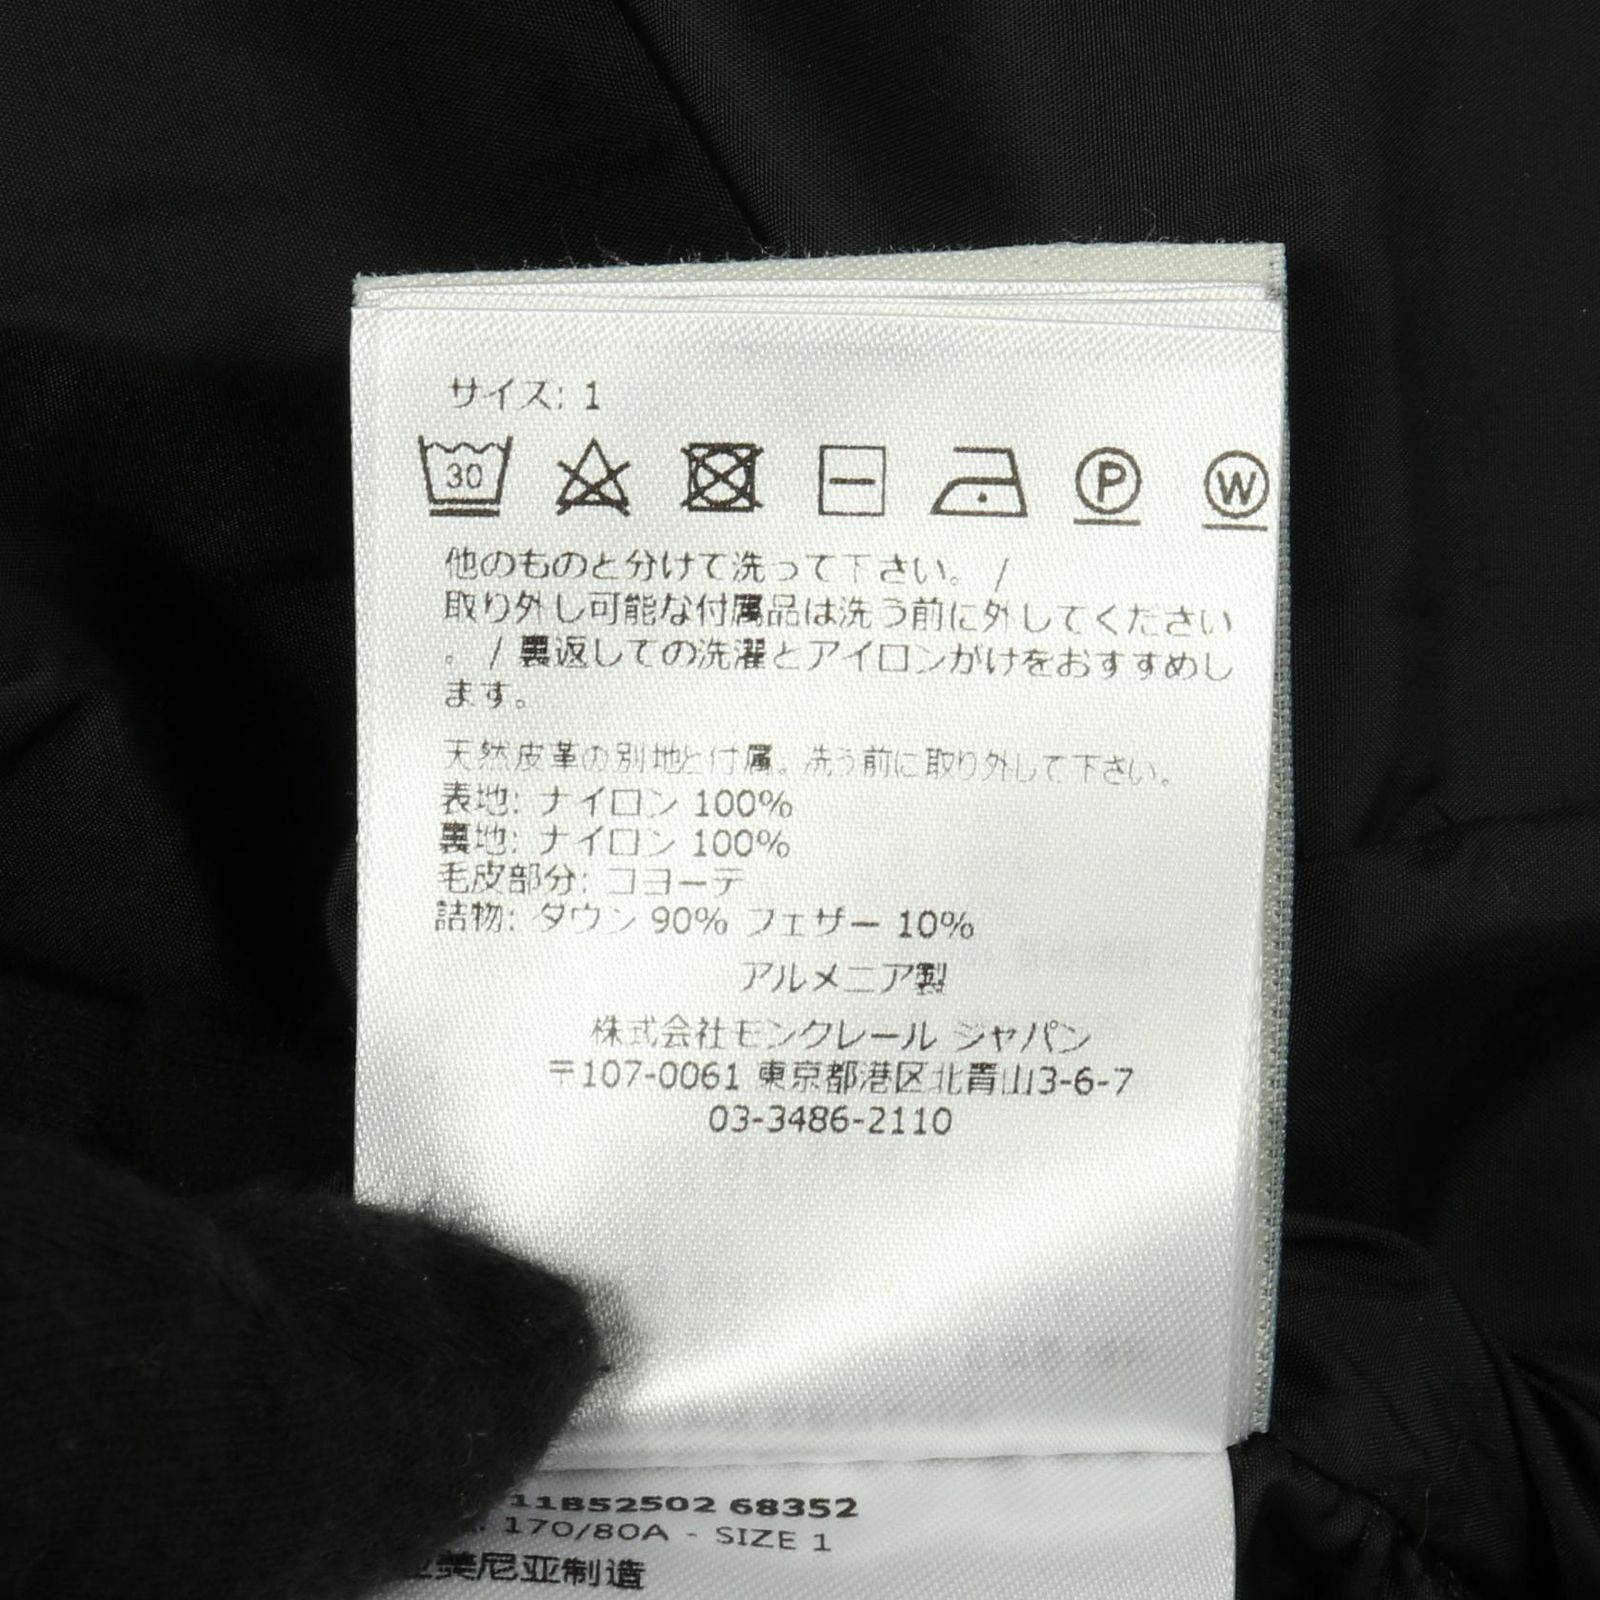 サイズ: 1
30 P W
他のものと分けて洗って下さい。 /
取り外し可能な付属品は洗う前に外してください
。 / 裏返しての洗濯とアイロンがけをおすすめし
ます。
天然皮革の別地と付属。洗う前に取り外して下さい。
表地: ナイロン 100%
裏地: ナイロン 100%
毛皮部分: コヨーテ
詰物: ダウン 90% フェザー 10%
アルメニア製
株式会社モンクレール ジャパン
〒107-0061 東京都港区北青山3-6-7
03-3486-2110
11B52502 68352
170/80A - SIZE 1
美尼亚制造